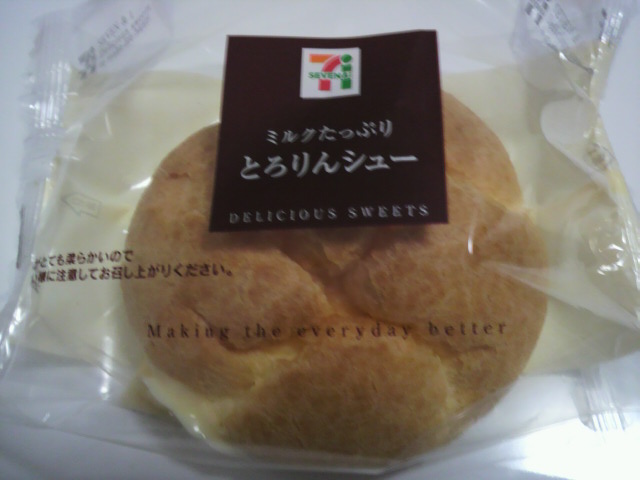 SEVEN&i
ミルクたっぷり
とろりんシュー
DELICIOUS SWEETS
とても柔らかいので
に注意してお召し上がりください。
Making the everyday better